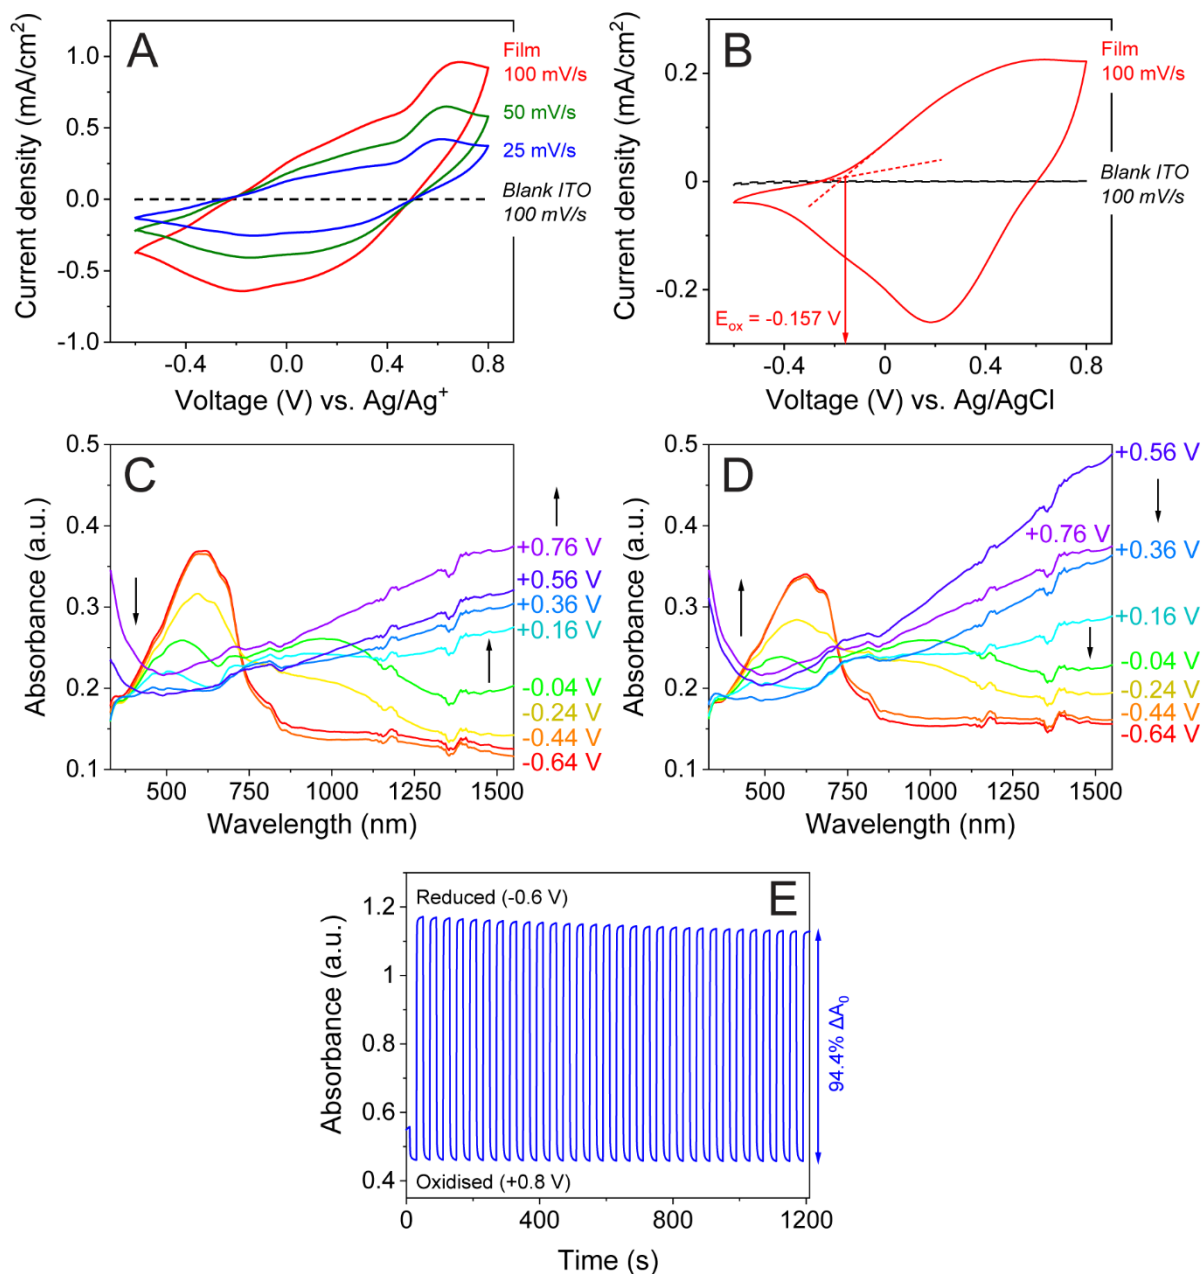 A
Current density (mA/cm²)
1.0
0.5
0.0
-0.5
-1.0
-0.4
0.0
0.4
0.8
Voltage (V) vs. Ag/Ag⁺
Film
100 mV/s
50 mV/s
25 mV/s
Blank ITO
100 mV/s
B
Current density (mA/cm²)
0.2
0
-0.2
-0.4
0
0.4
0.8
Voltage (V) vs. Ag/AgCl
Film
100 mV/s
Blank ITO
100 mV/s
Eox = -0.157 V
C
Absorbance (a.u.)
0.5
0.4
0.3
0.2
0.1
500
750
1000
1250
1500
Wavelength (nm)
+0.76 V
+0.56 V
+0.36 V
+0.16 V
-0.04 V
-0.24 V
-0.44 V
-0.64 V
D
Absorbance (a.u.)
0.5
0.4
0.3
0.2
0.1
500
750
1000
1250
1500
Wavelength (nm)
+0.56 V
+0.76 V
+0.36 V
+0.16 V
-0.04 V
-0.24 V
-0.44 V
-0.64 V
E
Absorbance (a.u.)
1.2
1
0.8
0.6
0.4
0
400
800
1200
Time (s)
Reduced (-0.6 V)
Oxidised (+0.8 V)
94.4% ΔA₀